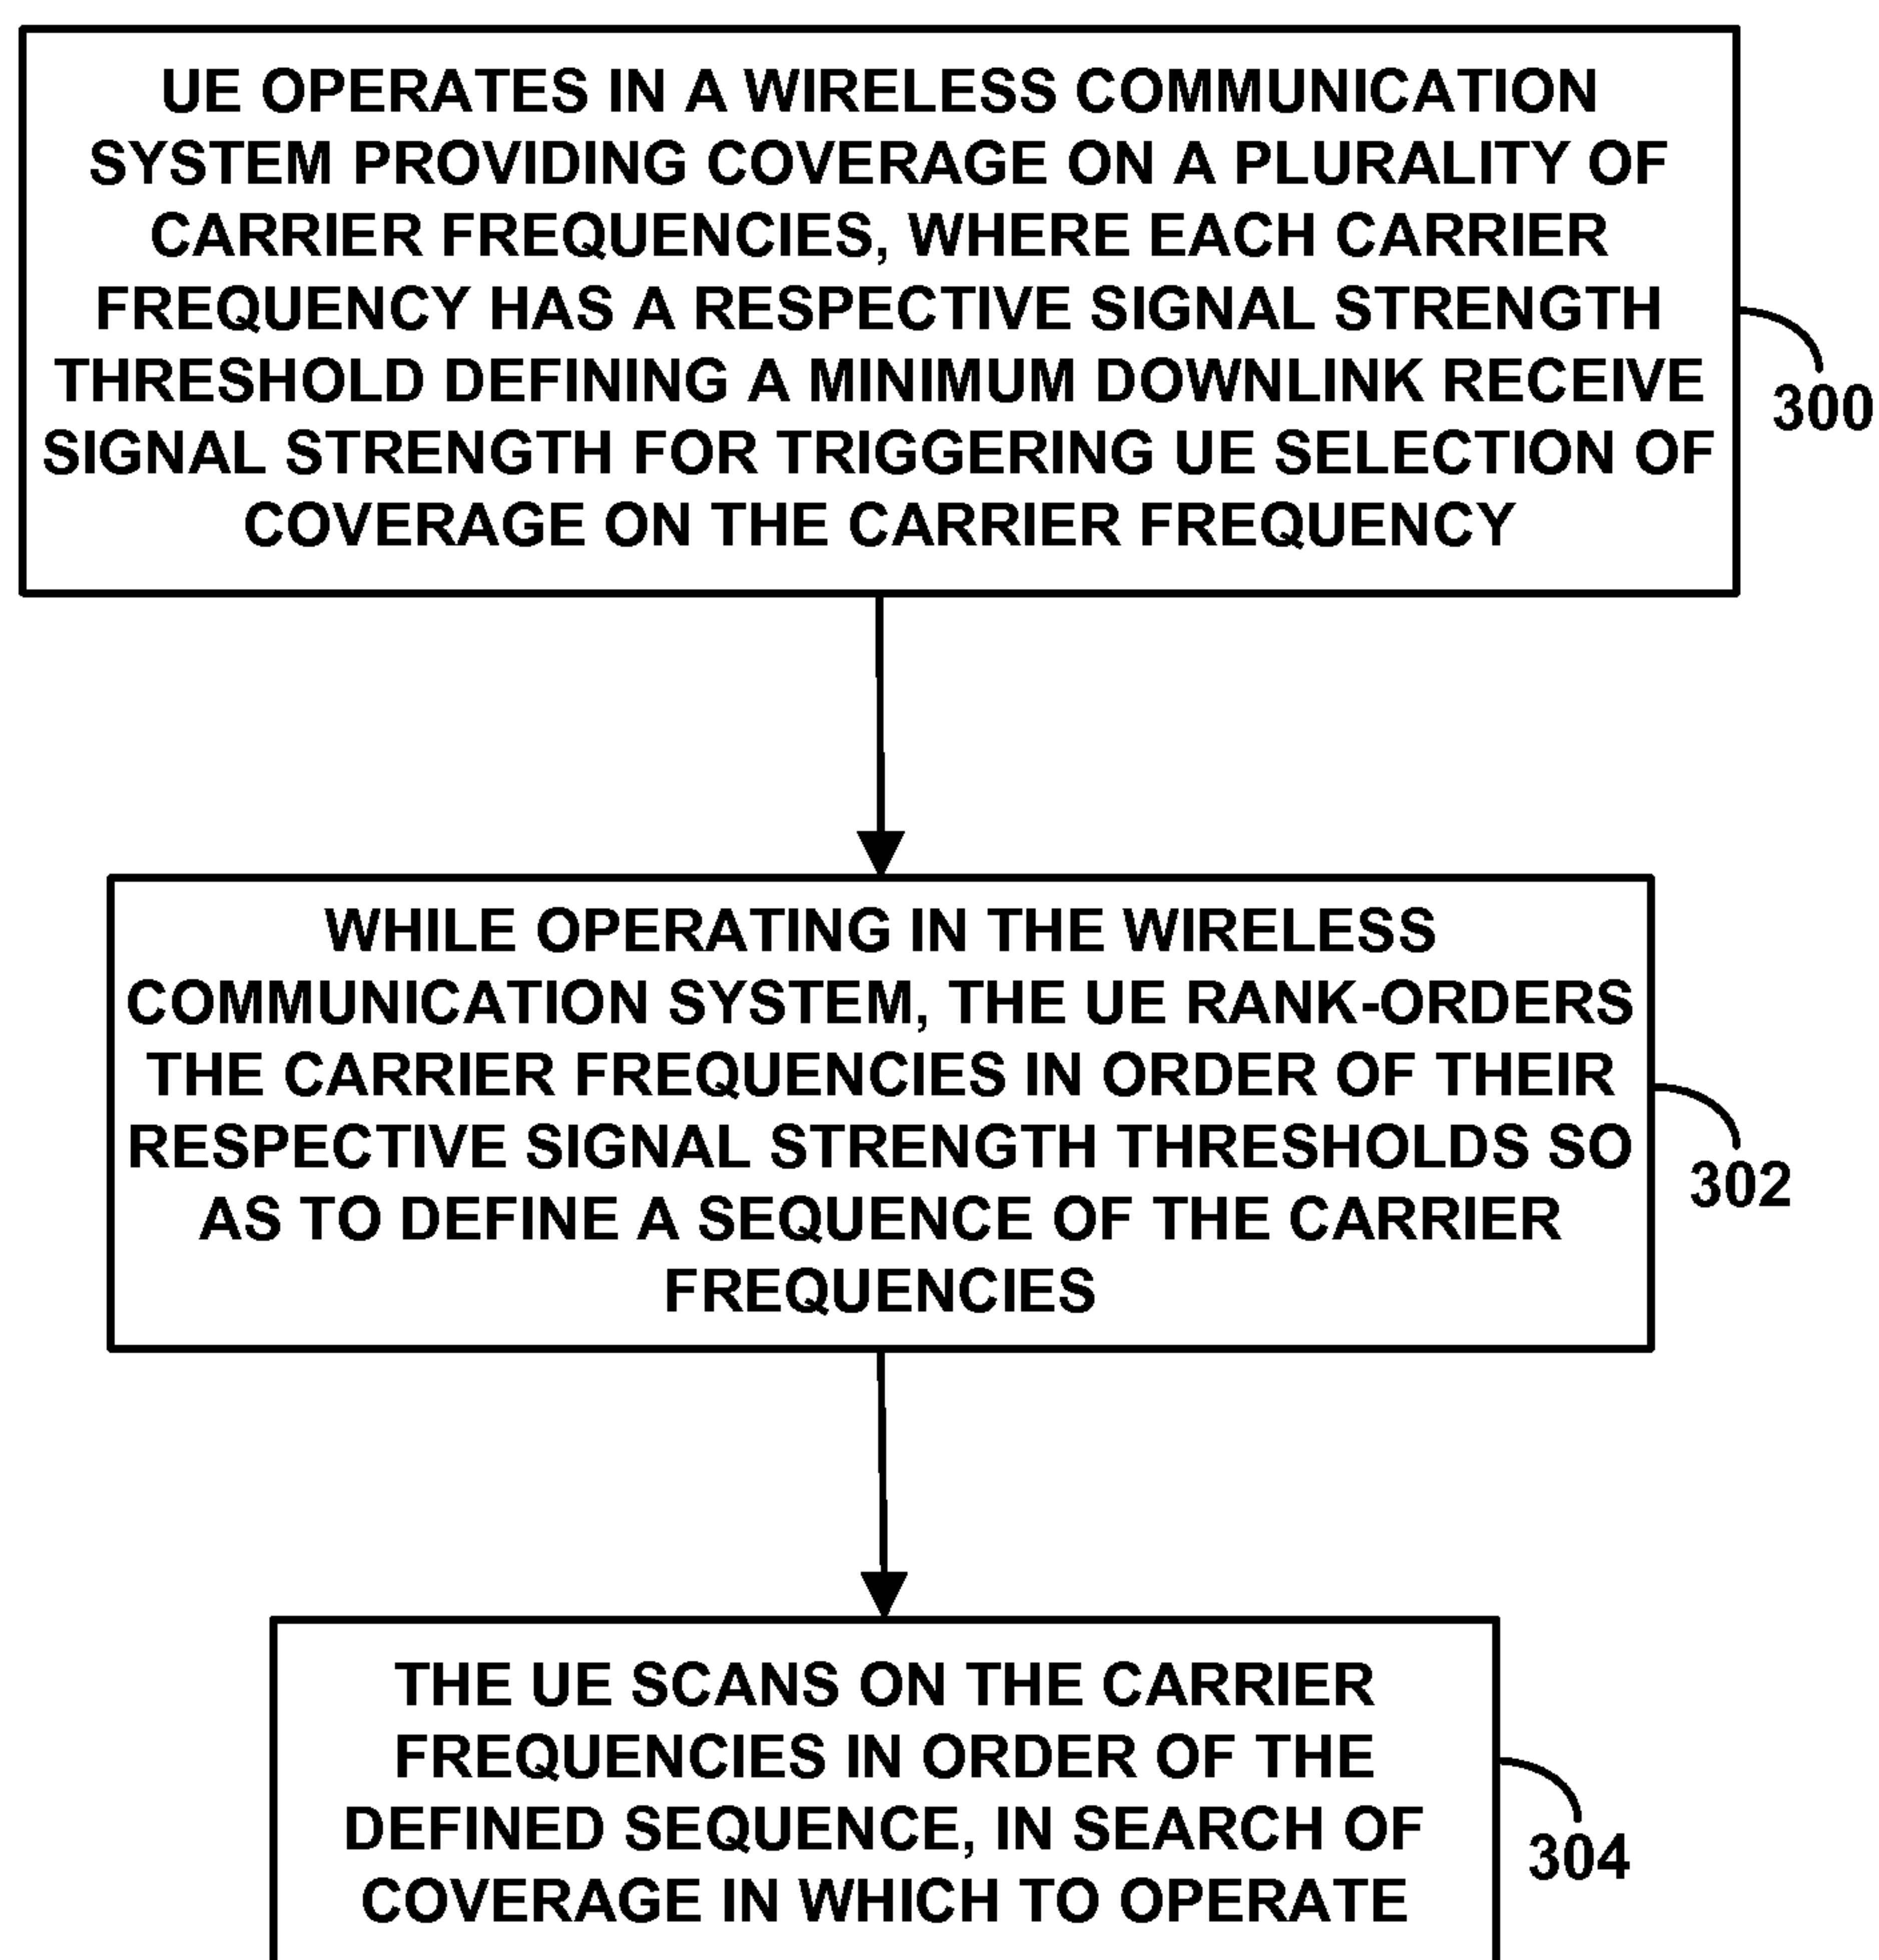 UE OPERATES IN A WIRELESS COMMUNICATION
SYSTEM PROVIDING COVERAGE ON A PLURALITY OF
CARRIER FREQUENCIES, WHERE EACH CARRIER
FREQUENCY HAS A RESPECTIVE SIGNAL STRENGTH
THRESHOLD DEFINING A MINIMUM DOWNLINK RECEIVE
SIGNAL STRENGTH FOR TRIGGERING UE SELECTION OF
COVERAGE ON THE CARRIER FREQUENCY
300
WHILE OPERATING IN THE WIRELESS
COMMUNICATION SYSTEM, THE UE RANK-ORDERS
THE CARRIER FREQUENCIES IN ORDER OF THEIR
RESPECTIVE SIGNAL STRENGTH THRESHOLDS SO
AS TO DEFINE A SEQUENCE OF THE CARRIER
FREQUENCIES
302
THE UE SCANS ON THE CARRIER
FREQUENCIES IN ORDER OF THE
DEFINED SEQUENCE, IN SEARCH OF
COVERAGE IN WHICH TO OPERATE
304